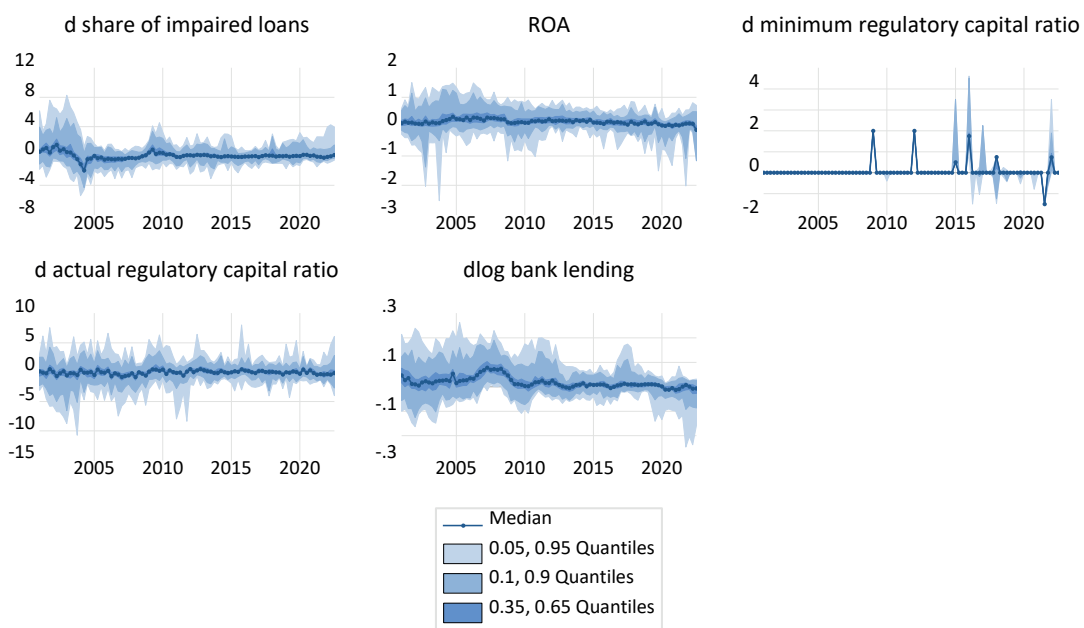 d share of impaired loans
12
8
4
0
-4
-8
2005 2010 2015 2020
ROA
2
1
0
-1
-2
-3
2005 2010 2015 2020
d minimum regulatory capital ratio
4
2
0
-2
2005 2010 2015 2020
d actual regulatory capital ratio
10
5
0
-5
-10
-15
2005 2010 2015 2020
dlog bank lending
.3
.1
-.1
-.3
2005 2010 2015 2020
Median
0.05, 0.95 Quantiles
0.1, 0.9 Quantiles
0.35, 0.65 Quantiles